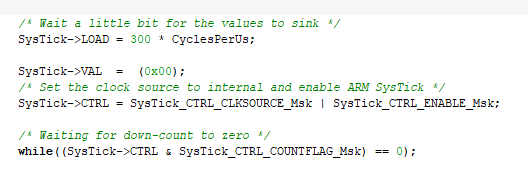 /* Wait a little bit for the values to sink */
SysTick->LOAD = 300 * CyclesPerUs;
SysTick->VAL  =  (0x00);
/* Set the clock source to internal and enable ARM SysTick */
SysTick->CTRL = SysTick_CTRL_CLKSOURCE_Msk | SysTick_CTRL_ENABLE_Msk;
/* Waiting for down-count to zero */
while((SysTick->CTRL & SysTick_CTRL_COUNTFLAG_Msk) == 0);